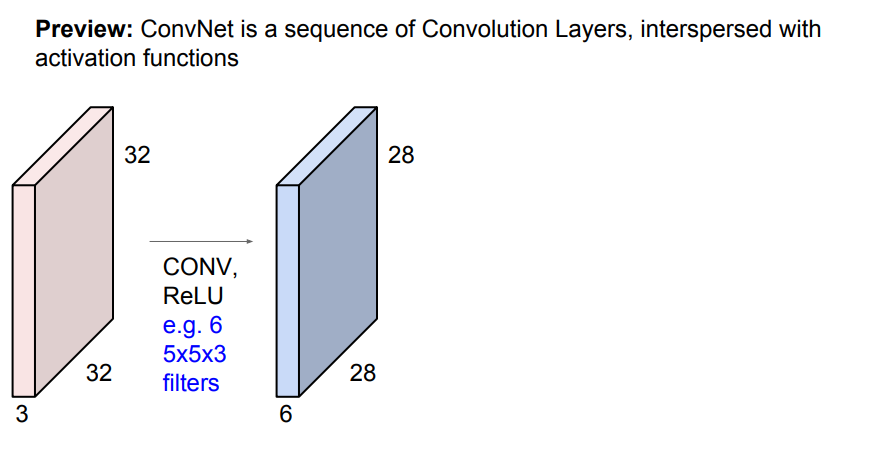 Preview: ConvNet is a sequence of Convolution Layers, interspersed with
activation functions
32
28
CONV,
ReLU
e.g. 6
5x5x3
filters
32
28
3
6